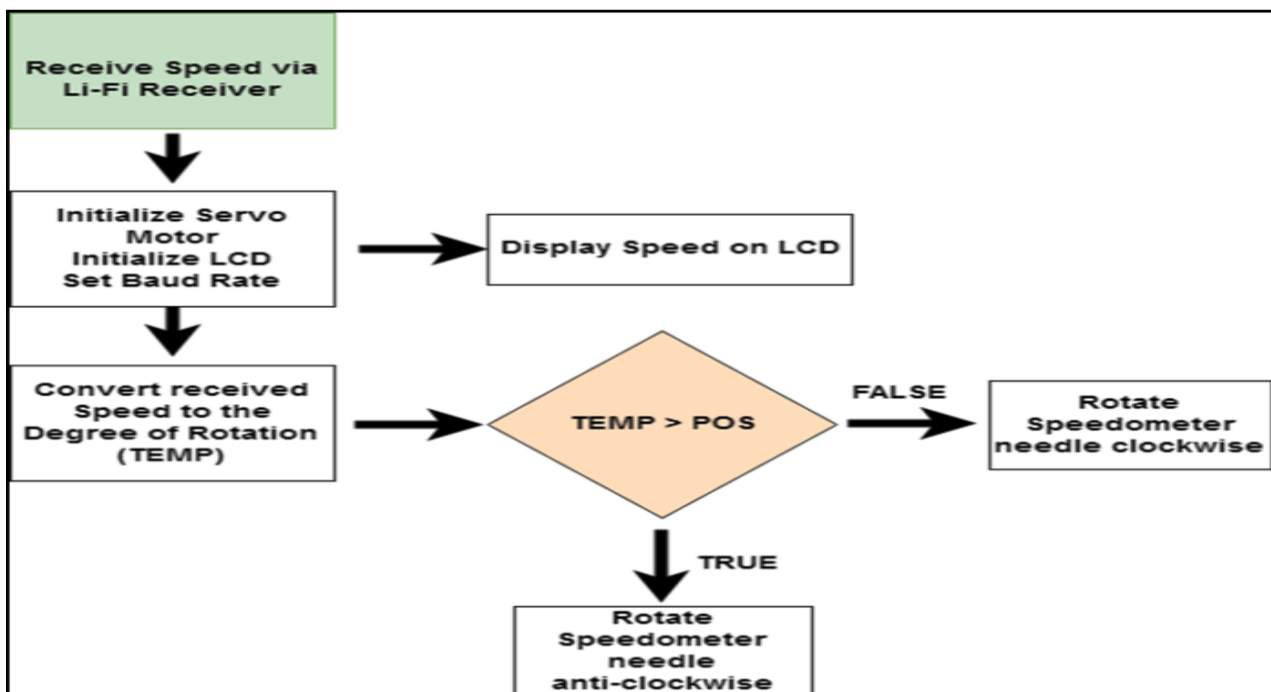 Receive Speed via
Li-Fi Receiver
Initialize Servo
Motor
Initialize LCD
Set Baud Rate
Display Speed on LCD
Convert received
Speed to the
Degree of Rotation
(TEMP)
TEMP > POS
FALSE
Rotate
Speedometer
needle clockwise
TRUE
Rotate
Speedometer
needle
anti-clockwise